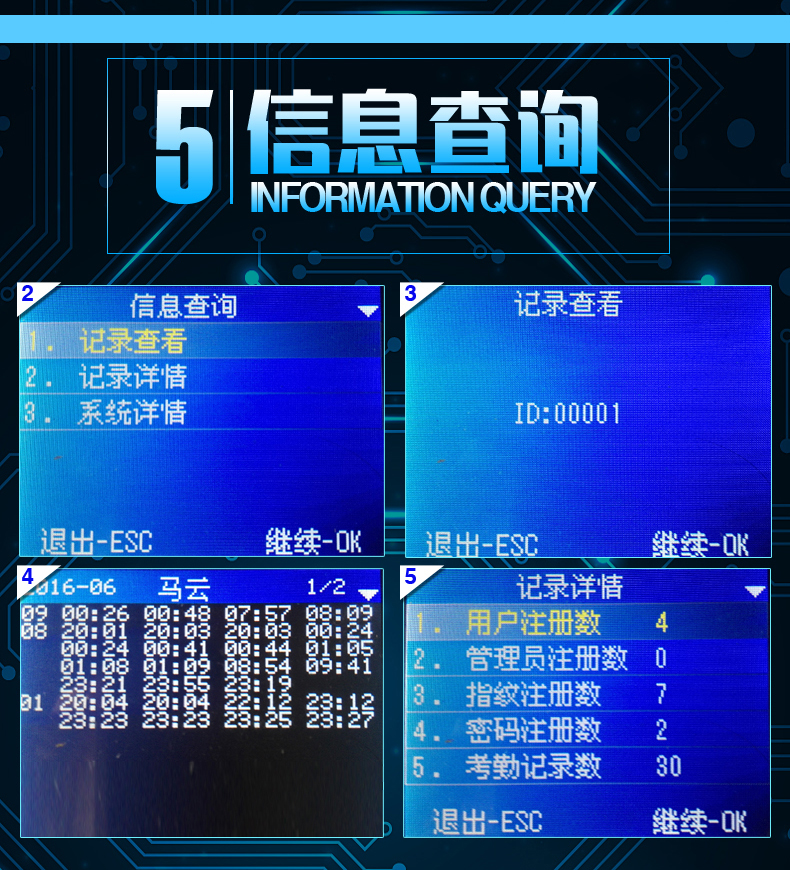 5
信息查询
INFORMATION QUERY
2
信息查询
1. 记录查看
2. 记录详情
3. 系统详情
退出-ESC 继续-OK
3
记录查看
ID:00001
退出-ESC 继续-OK
4
2016-06 马云 1/2
09 00:26 00:48 07:57 08:09
08 20:01 20:03 20:03 00:24
00:24 00:41 00:44 01:05
01:08 01:09 08:54 09:41
23:21 23:55 23:19
01 20:04 20:04 22:12 23:12
23:23 23:23 23:25 23:27
5
记录详情
1. 用户注册数 4
2. 管理员注册数 0
3. 指纹注册数 7
4. 密码注册数 2
5. 考勤记录数 30
退出-ESC 继续-OK